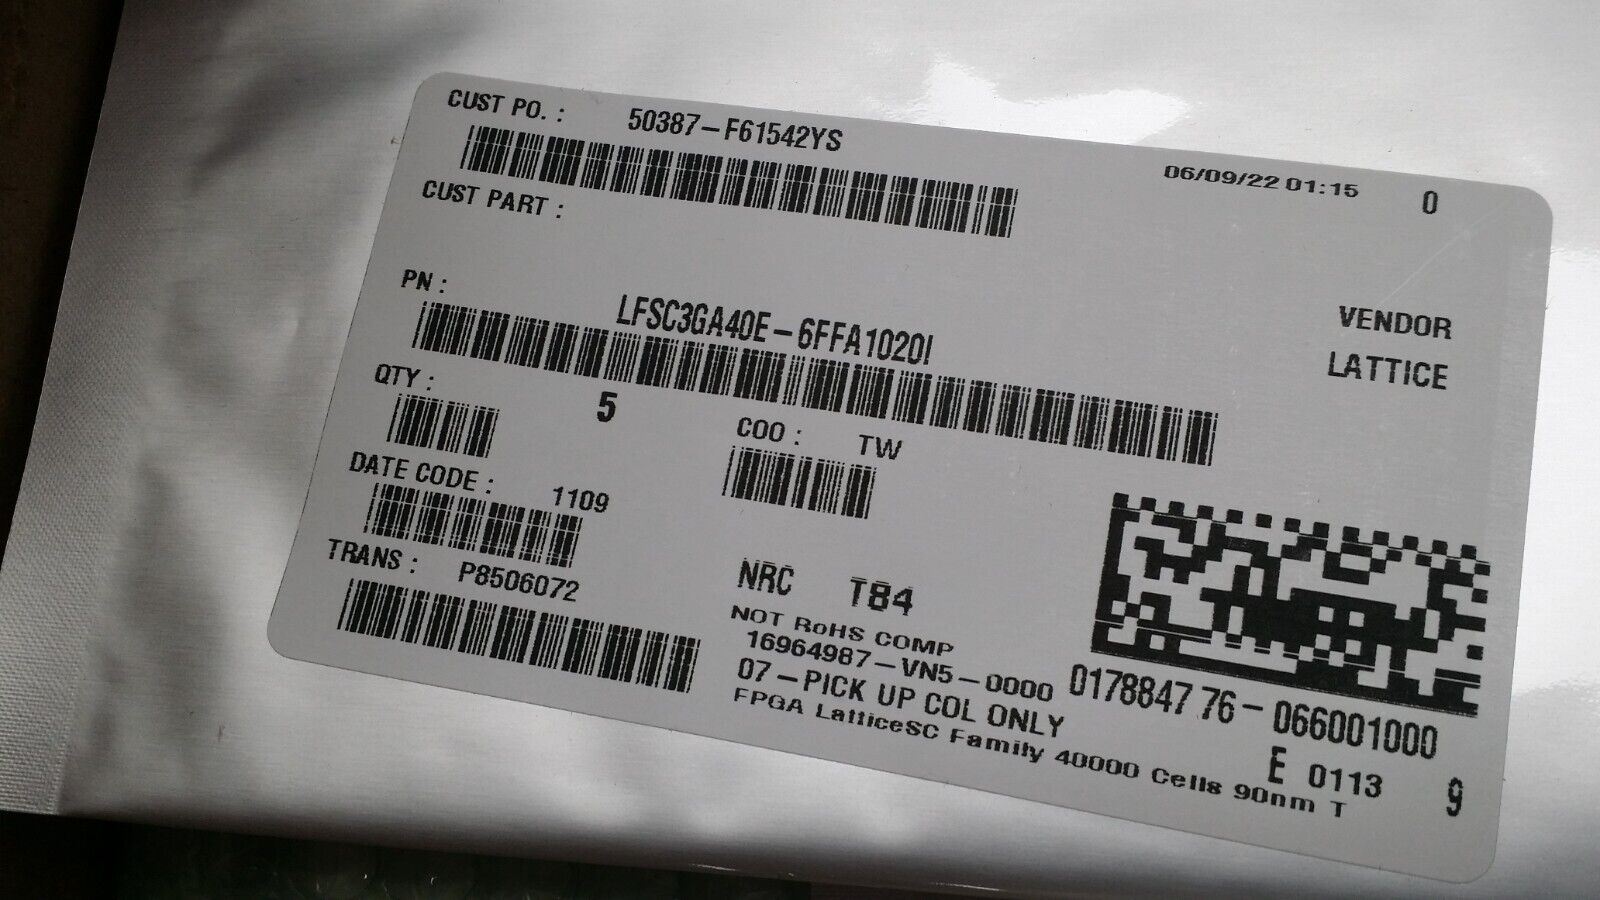 CUST PO. : 50387-F61542YS
06/09/22 01:15 0
CUST PART :
PN : LFSC3GA40E-6FFA1020I
VENDOR
LATTICE
QTY : 5
COO : TW
DATE CODE : 1109
TRANS : P8506072
NRC T84
NOT RoHS COMP
16964987-VN5-0000
07-PICK UP COL ONLY
FPGA LatticeSC Family 40000 Cells 90nm T
017884776-066001000
E 0113 9